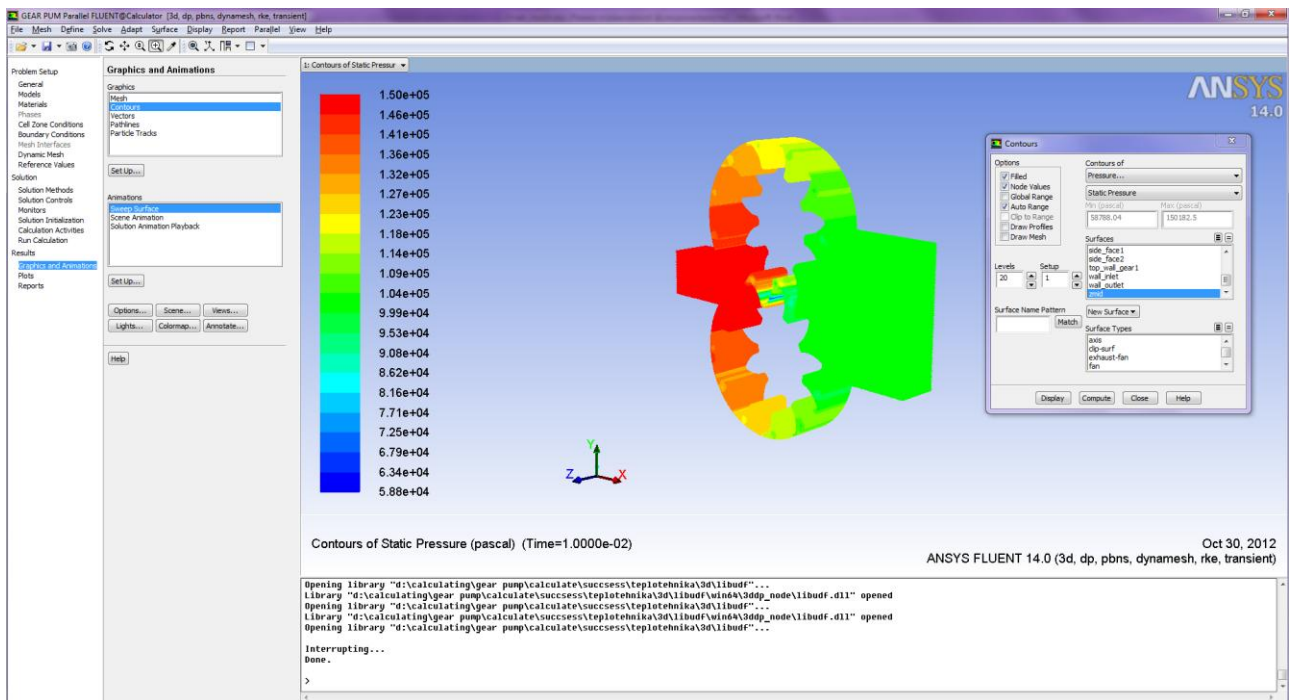 GEAR PUM Parallel FLUENT@Calculator [3d, dp, pbns, dynamesh, rke, transient]
File Mesh Define Solve Adapt Surface Display Report Parallel View Help
Problem Setup
General
Models
Materials
Phases
Cell Zone Conditions
Boundary Conditions
Mesh Interfaces
Dynamic Mesh
Reference Values
Solution
Solution Methods
Solution Controls
Monitors
Solution Initialization
Calculation Activities
Run Calculation
Results
Graphics and Animations
Plots
Reports
Graphics and Animations
Graphics
Mesh
Contours
Vectors
Pathlines
Particle Tracks
Set Up...
Animations
Sweep Surface
Scene Animation
Solution Animation Playback
Set Up...
Options... Scene... Views...
Lights... Colormap... Annotate...
Help
1: Contours of Static Pressur
1.50e+05
1.46e+05
1.41e+05
1.36e+05
1.32e+05
1.27e+05
1.23e+05
1.18e+05
1.14e+05
1.09e+05
1.04e+05
9.99e+04
9.53e+04
9.08e+04
8.62e+04
8.16e+04
7.71e+04
7.25e+04
6.79e+04
6.34e+04
5.88e+04
Y
Z
X
ANSYS
14.0
Contours
Options
Filled
Node Values
Global Range
Auto Range
Clip to Range
Draw Profiles
Draw Mesh
Levels Setup
20 1
Surface Name Pattern
Match
Contours of
Pressure...
Static Pressure
Min (pascal) Max (pascal)
58788.04 150182.5
Surfaces
side_face1
side_face2
top_wall_gear1
wall_inlet
wall_outlet
zmid
New Surface
Surface Types
axis
clip-surf
exhaust-fan
fan
Display Compute Close Help
Contours of Static Pressure (pascal) (Time=1.0000e-02)
Oct 30, 2012
ANSYS FLUENT 14.0 (3d, dp, pbns, dynamesh, rke, transient)
Opening library "d:\calculating\gear pump\calculate\succsess\teplotehnika\3d\libudf"...
Library "d:\calculating\gear pump\calculate\succsess\teplotehnika\3d\libudf\win64\3ddp_node\libudf.dll" opened
Opening library "d:\calculating\gear pump\calculate\succsess\teplotehnika\3d\libudf"...
Library "d:\calculating\gear pump\calculate\succsess\teplotehnika\3d\libudf\win64\3ddp_node\libudf.dll" opened
Opening library "d:\calculating\gear pump\calculate\succsess\teplotehnika\3d\libudf"...
Interrupting...
Done.
>